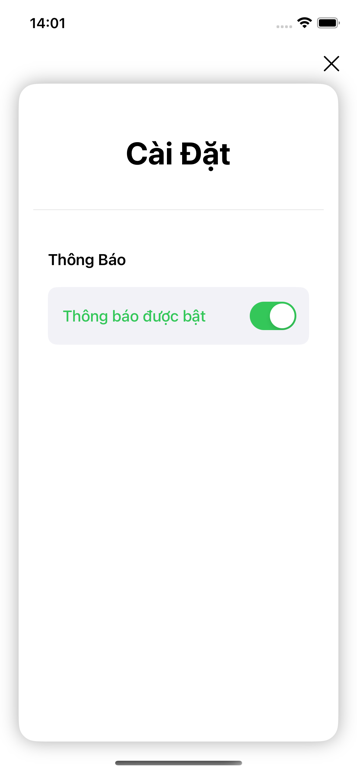 14:01
Cài Đặt
Thông Báo
Thông báo được bật